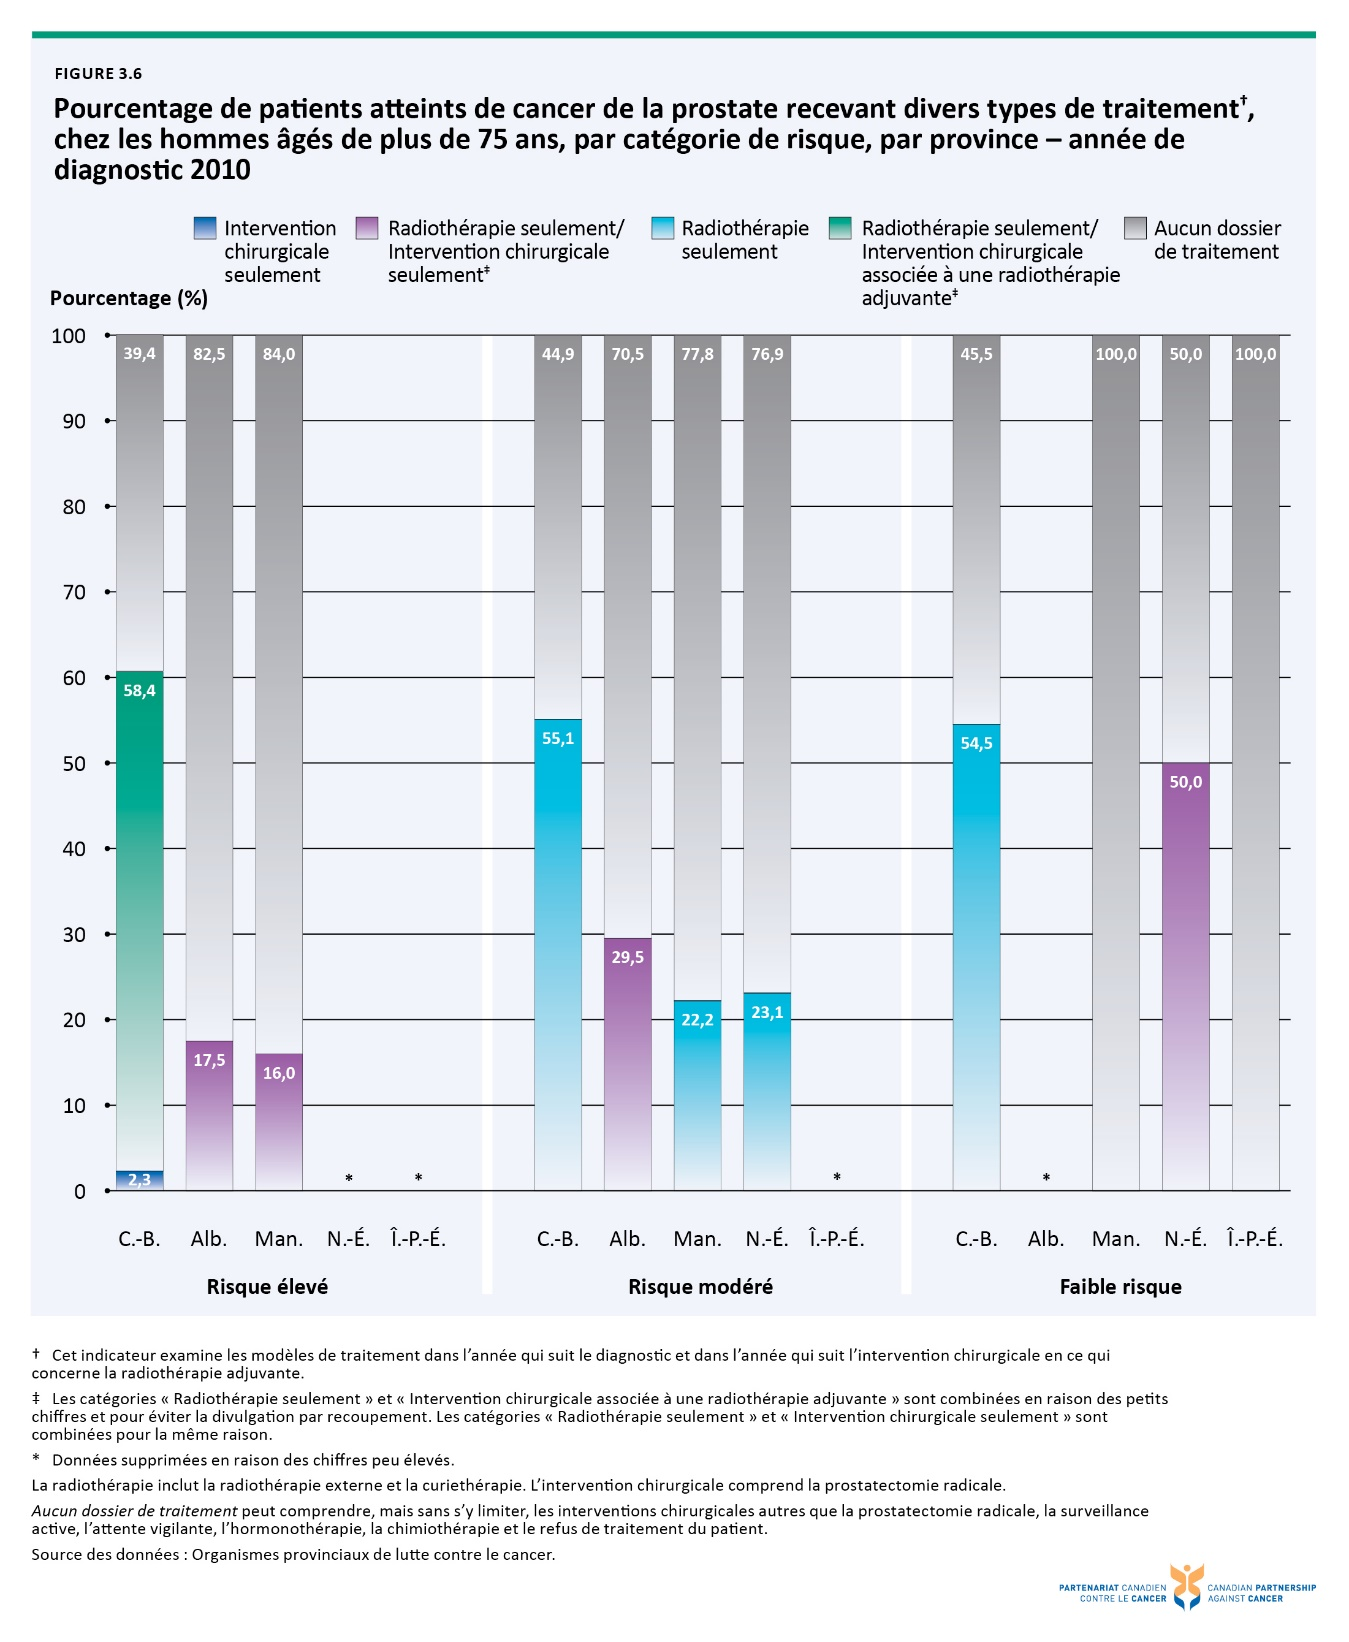 FIGURE 3.6
Pourcentage de patients atteints de cancer de la prostate recevant divers types de traitement†,
chez les hommes âgés de plus de 75 ans, par catégorie de risque, par province – année de
diagnostic 2010
Intervention
chirurgicale
seulement
Radiothérapie seulement/
Intervention chirurgicale
seulement‡
Radiothérapie
seulement
Radiothérapie seulement/
Intervention chirurgicale
associée à une radiothérapie
adjuvante‡
Aucun dossier
de traitement
Pourcentage (%)
100
90
80
70
60
50
40
30
20
10
0
39,4 82,5 84,0 44,9 70,5 77,8 76,9 45,5 100,0 50,0 100,0
58,4
55,1
54,5
50,0
29,5
22,2
23,1
17,5
16,0
2,3
* * * *
C.-B. Alb. Man. N.-É. Î.-P.-É. C.-B. Alb. Man. N.-É. Î.-P.-É. C.-B. Alb. Man. N.-É. Î.-P.-É.
Risque élevé Risque modéré Faible risque
† Cet indicateur examine les modèles de traitement dans l’année qui suit le diagnostic et dans l’année qui suit l’intervention chirurgicale en ce qui
concerne la radiothérapie adjuvante.
‡ Les catégories « Radiothérapie seulement » et « Intervention chirurgicale associée à une radiothérapie adjuvante » sont combinées en raison des petits
chiffres et pour éviter la divulgation par recoupement. Les catégories « Radiothérapie seulement » et « Intervention chirurgicale seulement » sont
combinées pour la même raison.
* Données supprimées en raison des chiffres peu élevés.
La radiothérapie inclut la radiothérapie externe et la curiethérapie. L’intervention chirurgicale comprend la prostatectomie radicale.
Aucun dossier de traitement peut comprendre, mais sans s’y limiter, les interventions chirurgicales autres que la prostatectomie radicale, la surveillance
active, l’attente vigilante, l’hormonothérapie, la chimiothérapie et le refus de traitement du patient.
Source des données : Organismes provinciaux de lutte contre le cancer.
PARTENARIAT CANADIEN
CONTRE LE CANCER
CANADIAN PARTNERSHIP
AGAINST CANCER